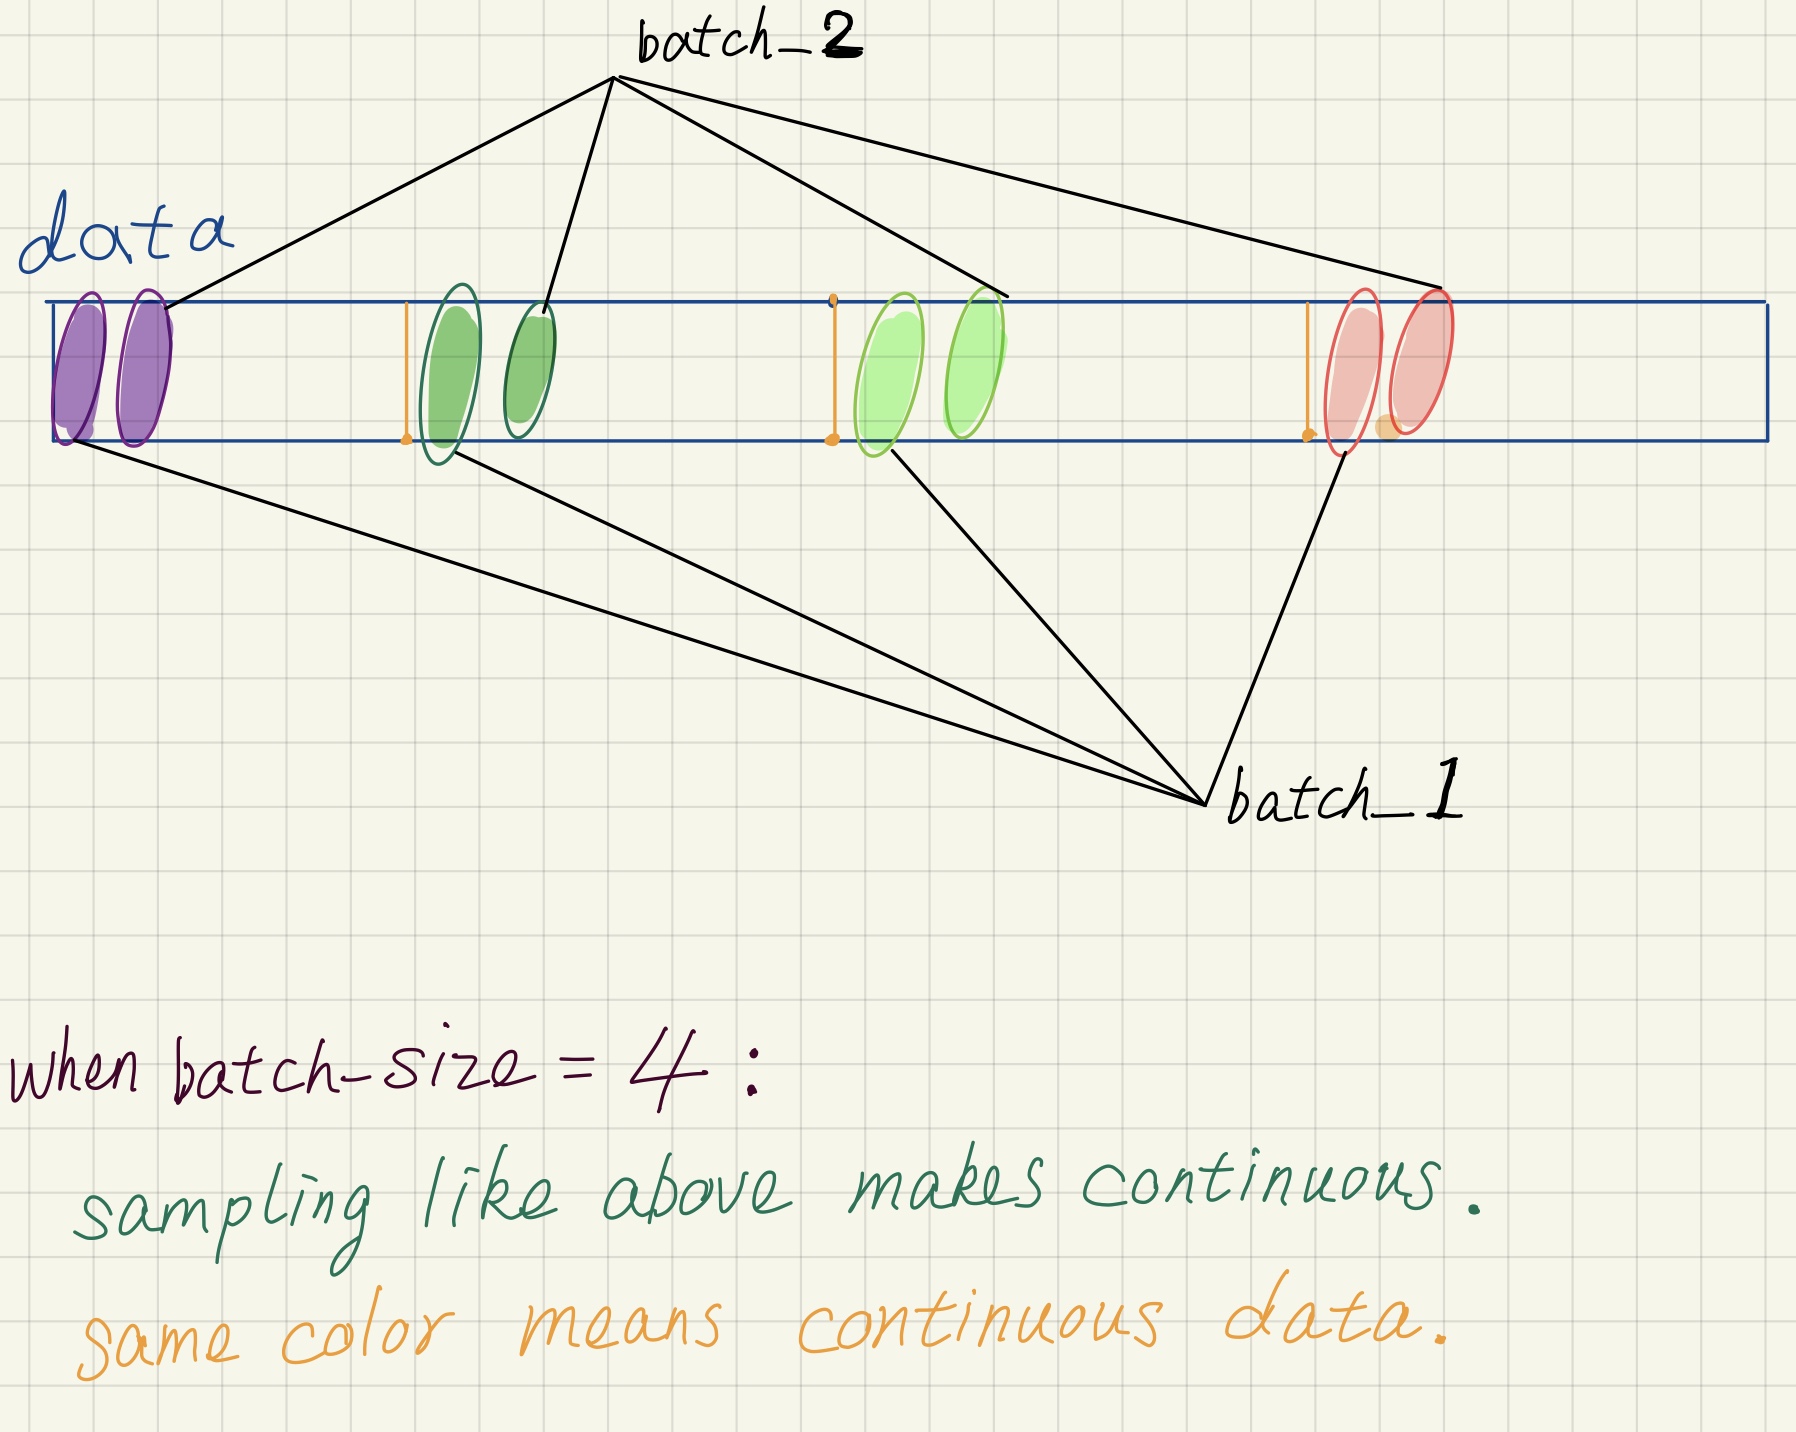 batch_2
data
batch_1
when batch-size = 4 :
sampling like above makes continuous.
same color means continuous data.